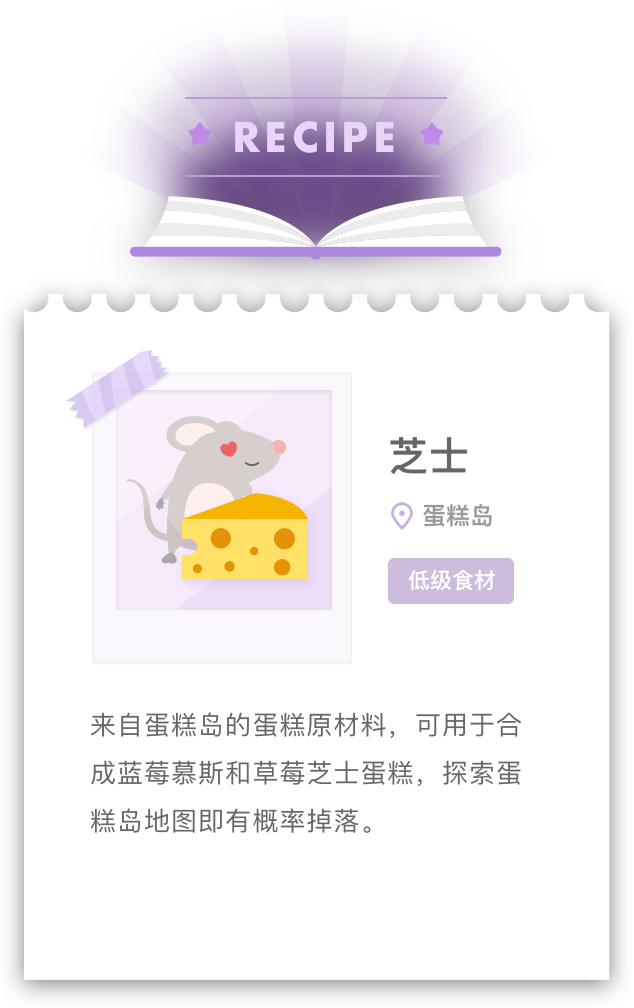 RECIPE
芝士
蛋糕岛
低级食材
来自蛋糕岛的蛋糕原材料，可用于合
成蓝莓慕斯和草莓芝士蛋糕，探索蛋
糕岛地图即有概率掉落。